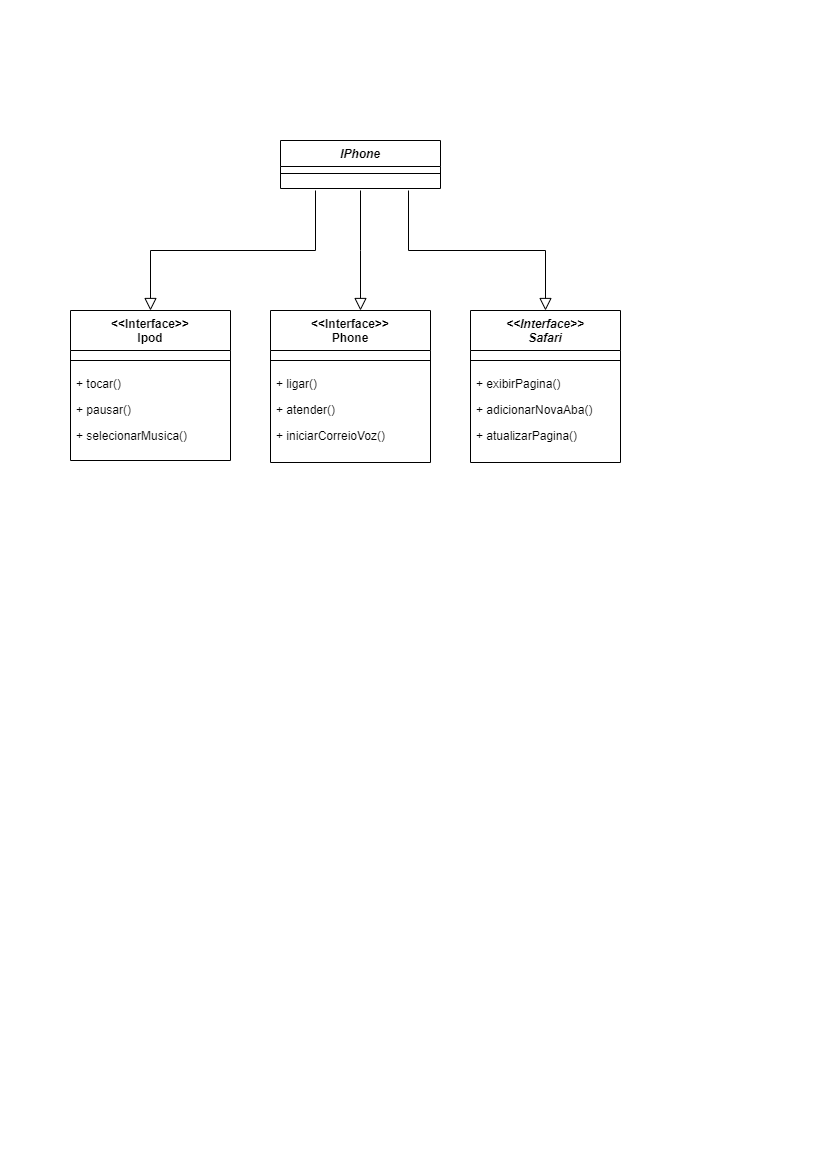 IPhone
<<Interface>>
Ipod
+ tocar()
+ pausar()
+ selecionarMusica()
<<Interface>>
Phone
+ ligar()
+ atender()
+ iniciarCorreioVoz()
<<Interface>>
Safari
+ exibirPagina()
+ adicionarNovaAba()
+ atualizarPagina()